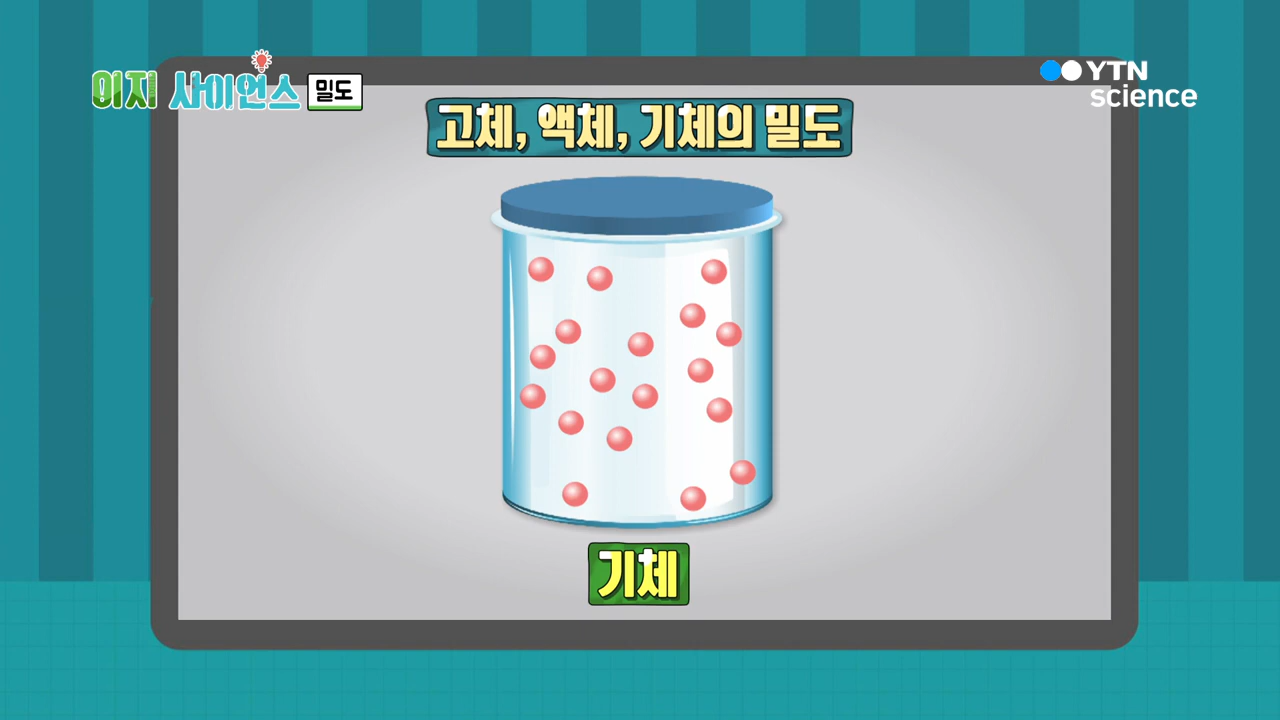 이지 사이언스 밀도
YTN
science
고체, 액체, 기체의 밀도
기체